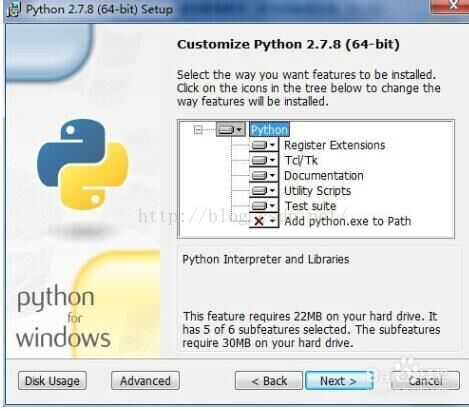 Python 2.7.8 (64-bit) Setup
Customize Python 2.7.8 (64-bit)
Select the way you want features to be installed.
Click on the icons in the tree below to change the
way features will be installed.
Python
Register Extensions
Tcl/Tk
Documentation
Utility Scripts
Test suite
Add python.exe to Path
Python Interpreter and Libraries
This feature requires 22MB on your hard drive. It
has 5 of 6 subfeatures selected. The subfeatures
require 30MB on your hard drive.
python
for
windows
Disk Usage
Advanced
< Back
Next >
Cancel